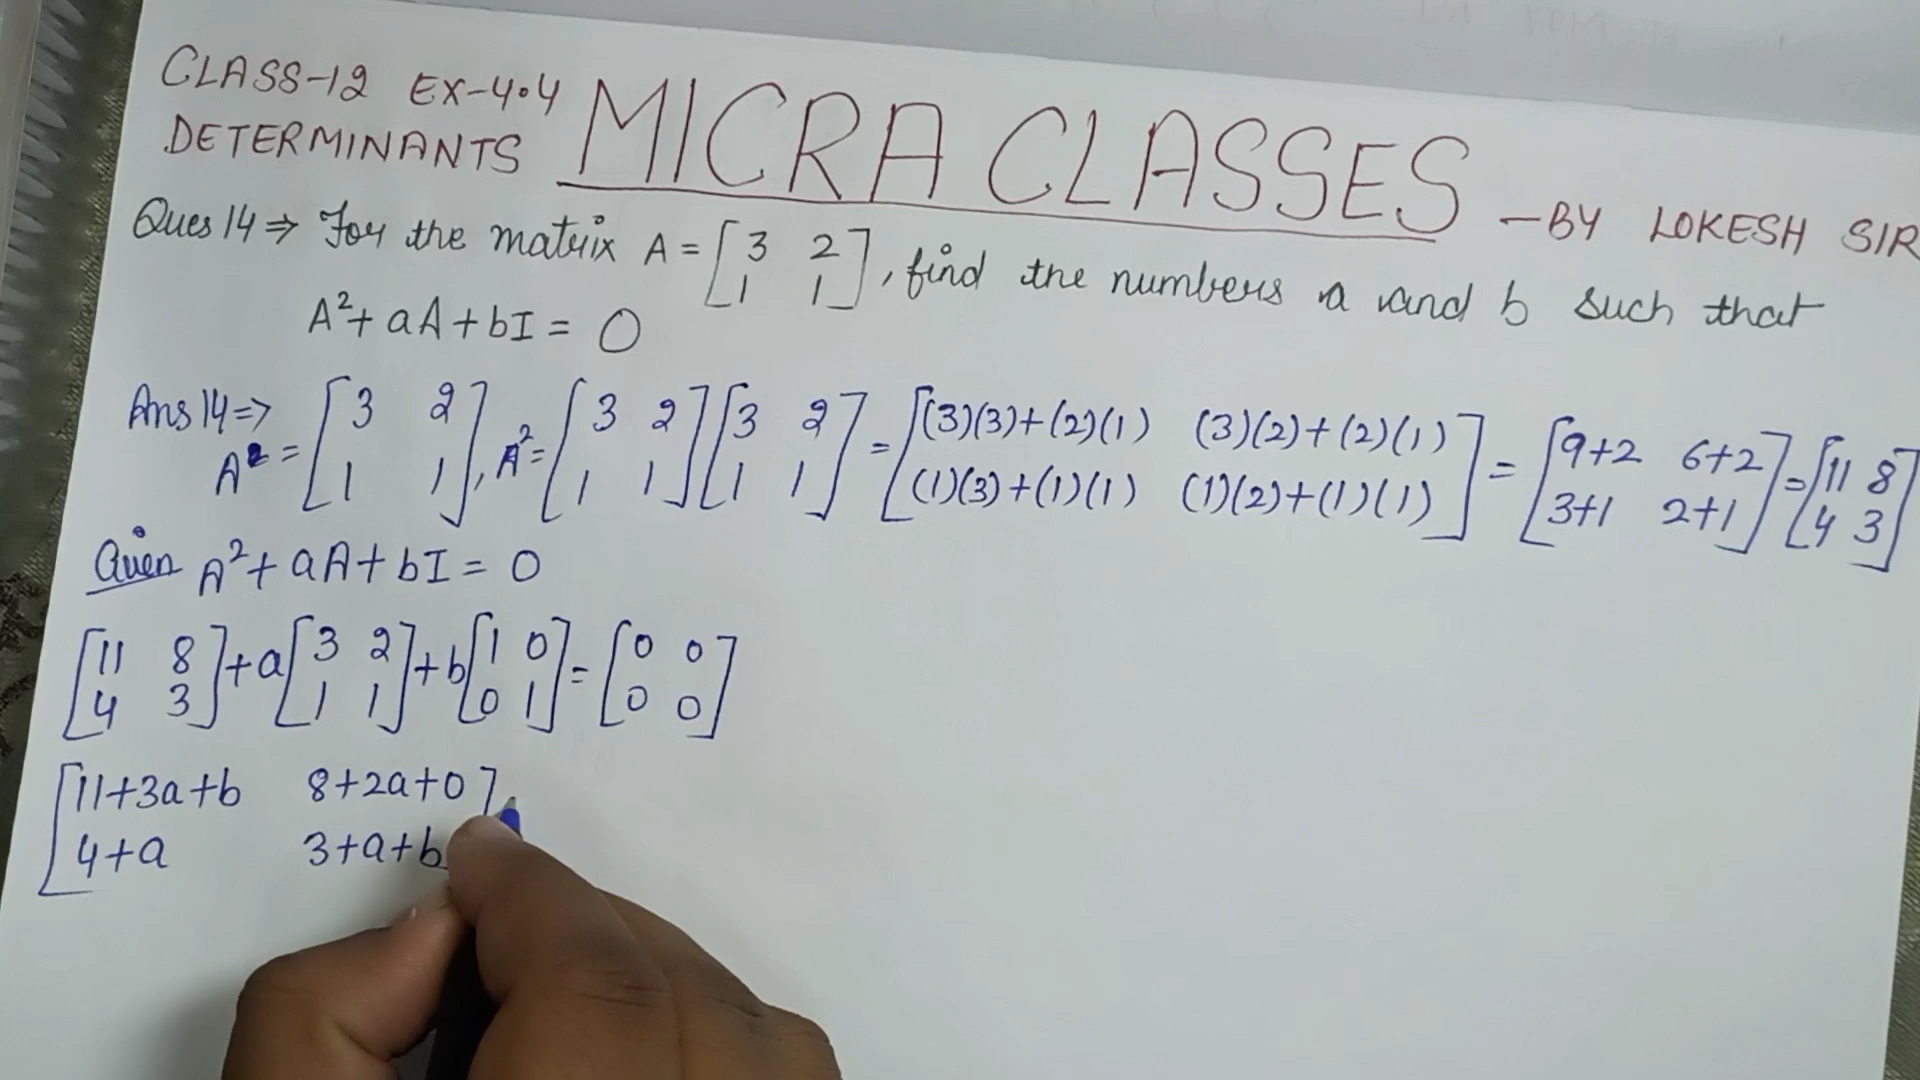 CLASS-12 EX-4.4
DETERMINANTS
MICRA CLASSES
-BY LOKESH SIR
Ques 14⇒ For the matrix A = [3 2; 1 1], find the numbers a and b such that
A²+aA+bI = O
Ans 14=> A = [3 2; 1 1], A² = [3 2; 1 1][3 2; 1 1] = [(3)(3)+(2)(1) (3)(2)+(2)(1); (1)(3)+(1)(1) (1)(2)+(1)(1)] = [9+2 6+2; 3+1 2+1] = [11 8; 4 3]
Given A²+aA+bI = 0
[11 8; 4 3]+a[3 2; 1 1]+b[1 0; 0 1] = [0 0; 0 0]
[11+3a+b 8+2a+0
4+a 3+a+b